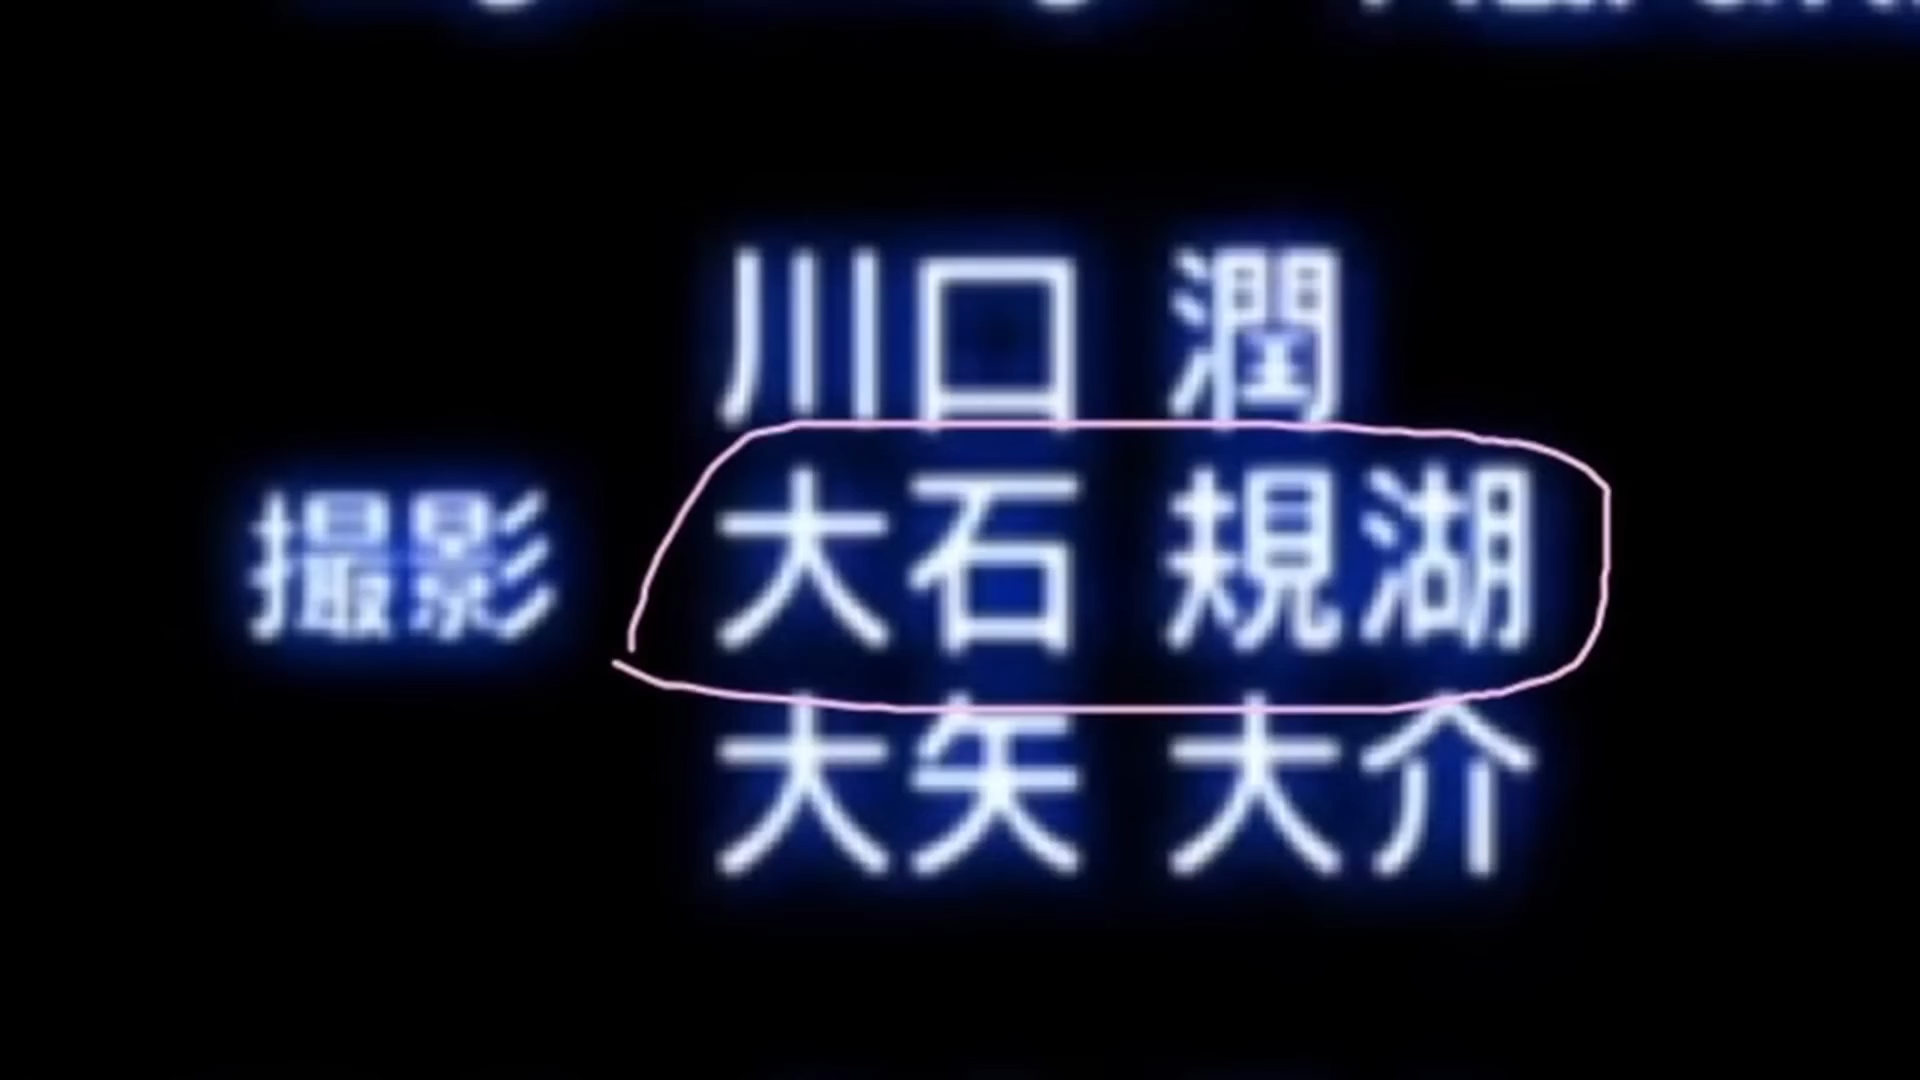 川口 潤
撮影 大石 規湖
大矢 大介